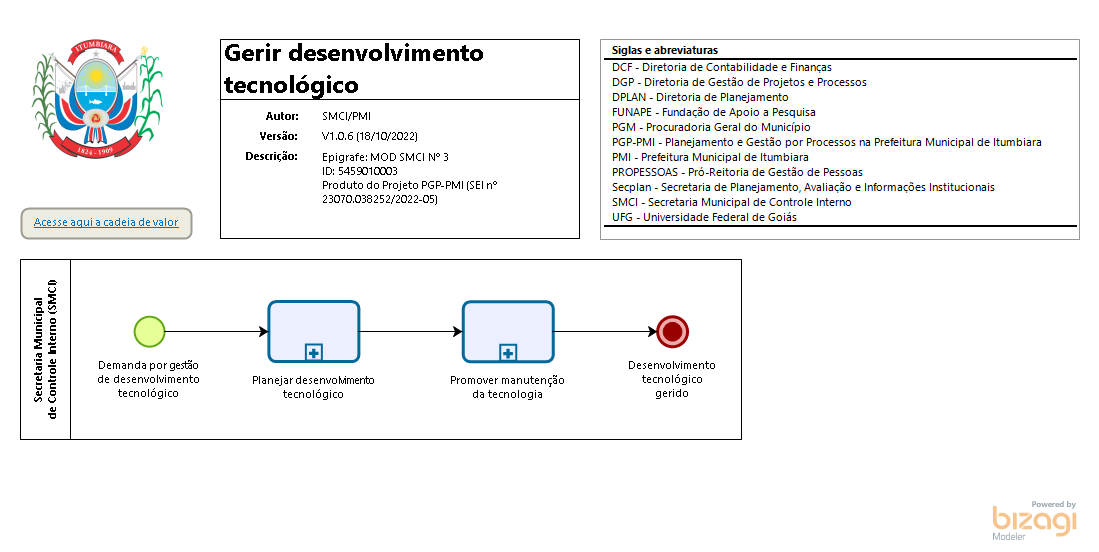 ITUMBIARA
1824 - 1909
Acesse aqui a cadeia de valor
Gerir desenvolvimento
tecnológico
Autor: SMCI/PMI
Versão: V1.0.6 (18/10/2022)
Descrição: Epigrafe: MOD SMCI Nº 3
ID: 5459010003
Produto do Projeto PGP-PMI (SEI nº
23070.038252/2022-05)
Siglas e abreviaturas
DCF - Diretoria de Contabilidade e Finanças
DGP - Diretoria de Gestão de Projetos e Processos
DPLAN - Diretoria de Planejamento
FUNAPE - Fundação de Apoio a Pesquisa
PGM - Procuradoria Geral do Município
PGP-PMI - Planejamento e Gestão por Processos na Prefeitura Municipal de Itumbiara
PMI - Prefeitura Municipal de Itumbiara
PROPESSOAS - Pró-Reitoria de Gestão de Pessoas
Secplan - Secretaria de Planejamento, Avaliação e Informações Institucionais
SMCI - Secretaria Municipal de Controle Interno
UFG - Universidade Federal de Goiás
Secretaria Municipal
de Controle Interno (SMCI)
Demanda por gestão
de desenvolvimento
tecnológico
Planejar desenvolvimento
tecnológico
Promover manutenção
da tecnologia
Desenvolvimento
tecnológico
gerido
Powered by
bizagi
Modeler